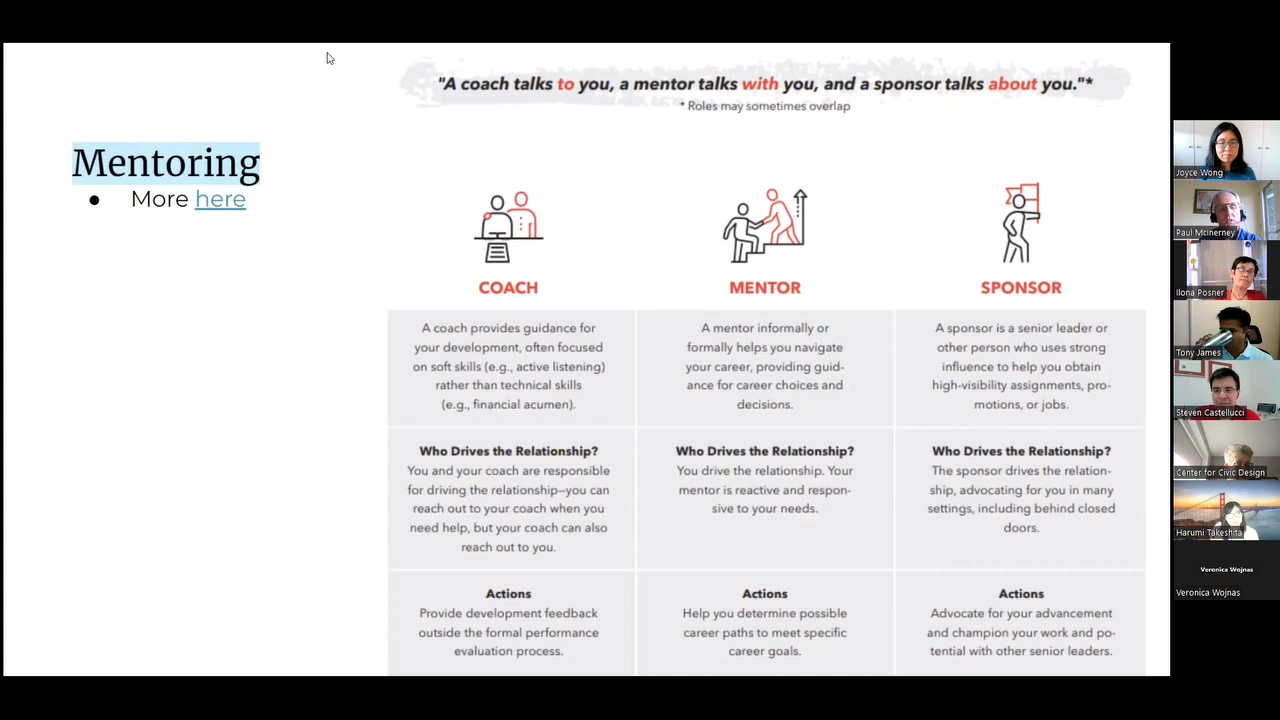 "A coach talks to you, a mentor talks with you, and a sponsor talks about you."*
* Roles may sometimes overlap
Mentoring
● More here
COACH
A coach provides guidance for
your development, often focused
on soft skills (e.g., active listening)
rather than technical skills
(e.g., financial acumen).
Who Drives the Relationship?
You and your coach are responsible
for driving the relationship—you can
reach out to your coach when you
need help, but your coach can also
reach out to you.
Actions
Provide development feedback
outside the formal performance
evaluation process.
MENTOR
A mentor informally or
formally helps you navigate
your career, providing guid-
ance for career choices and
decisions.
Who Drives the Relationship?
You drive the relationship. Your
mentor is reactive and respon-
sive to your needs.
Actions
Help you determine possible
career paths to meet specific
career goals.
SPONSOR
A sponsor is a senior leader or
other person who uses strong
influence to help you obtain
high-visibility assignments, pro-
motions, or jobs.
Who Drives the Relationship?
The sponsor drives the relation-
ship, advocating for you in many
settings, including behind closed
doors.
Actions
Advocate for your advancement
and champion your work and po-
tential with other senior leaders.
Joyce Wong
Paul McInerney
Ilona Posner
Tony James
Steven Castellucci
Center for Civic Design
Harumi Takeshita
Veronica Wojnas
Veronica Wojnas